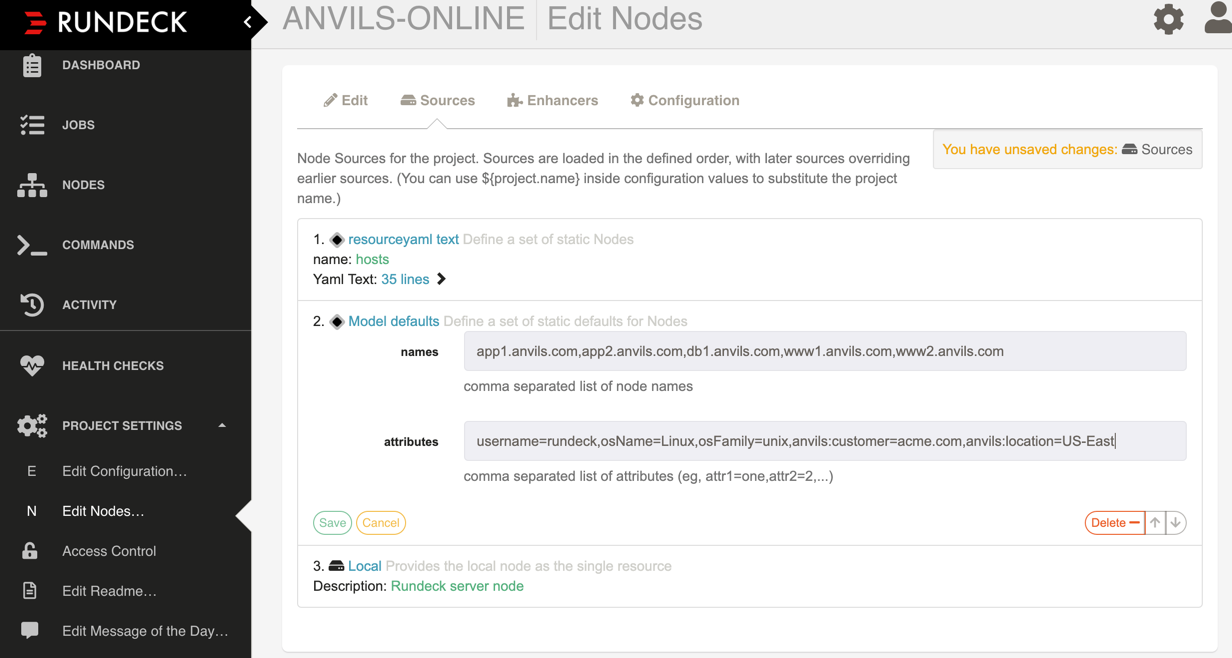 RUNDECK
ANVILS-ONLINE Edit Nodes
DASHBOARD
JOBS
NODES
COMMANDS
ACTIVITY
HEALTH CHECKS
PROJECT SETTINGS
E Edit Configuration…
N Edit Nodes…
Access Control
Edit Readme…
Edit Message of the Day…
Edit Sources Enhancers Configuration
You have unsaved changes: Sources
Node Sources for the project. Sources are loaded in the defined order, with later sources overriding
earlier sources. (You can use ${project.name} inside configuration values to substitute the project
name.)
1. resourceyaml text Define a set of static Nodes
name: hosts
Yaml Text: 35 lines
2. Model defaults Define a set of static defaults for Nodes
names app1.anvils.com,app2.anvils.com,db1.anvils.com,www1.anvils.com,www2.anvils.com
comma separated list of node names
attributes username=rundeck,osName=Linux,osFamily=unix,anvils:customer=acme.com,anvils:location=US-East
comma separated list of attributes (eg, attr1=one,attr2=2,...)
Save Cancel Delete
3. Local Provides the local node as the single resource
Description: Rundeck server node